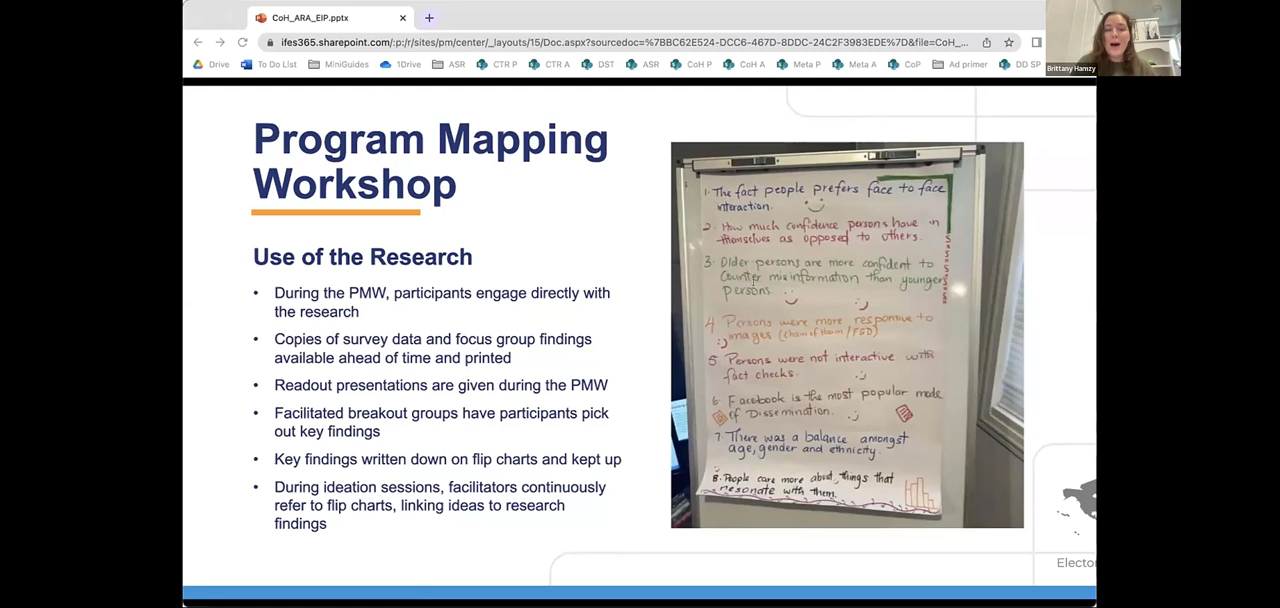 CoH_ARA_EIP.pptx
ifes365.sharepoint.com/:p:/r/sites/pm/center/_layouts/15/Doc.aspx?sourcedoc=%7BBC62E524-DCC6-467D-8DDC-24C2F3983EDE%7D&file=CoH_...
Drive To Do List MiniGuides 1Drive ASR CTR P CTR A DST ASR CoH P CoH A Meta P Meta A CoP Ad primer DD SP
Brittany Hamzy
Program Mapping
Workshop
Use of the Research
• During the PMW, participants engage directly with
the research
• Copies of survey data and focus group findings
available ahead of time and printed
• Readout presentations are given during the PMW
• Facilitated breakout groups have participants pick
out key findings
• Key findings written down on flip charts and kept up
• During ideation sessions, facilitators continuously
refer to flip charts, linking ideas to research
findings
1. The fact people prefers face to face
interaction.
2. How much confidence persons have in
themselves as opposed to others.
3. Older persons are more confident to
Counter misinformation than younger
persons.
4 Persons were more responsive to
images (Chain of Harm/FGD)
5. Persons were not interactive with
fact checks.
6. Facebook is the most popular mode
of Dissemination.
7. There was a balance amongst
age, gender and ethnicity.
8. People care more about things that
resonate with them.
Elector